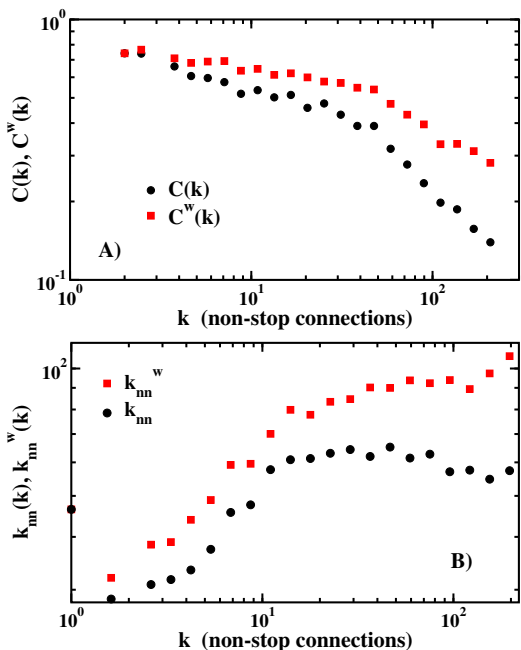 10^0
C(k), C^w(k)
C(k)
C^w(k)
A)
10^-1
10^0 10^1 10^2
k (non-stop connections)
10^2
k_nn^w
k_nn
k_nn(k), k_nn^w(k)
B)
10^0 10^1 10^2
k (non-stop connections)